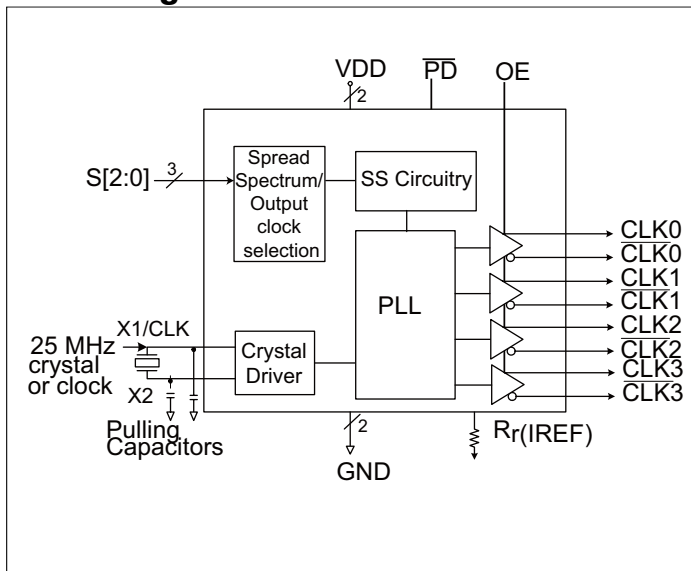 VDD
PD
OE
2
S[2:0]
3
Spread
Spectrum/
Output
clock
selection
SS Circuitry
CLK0
CLK0
CLK1
CLK1
CLK2
CLK2
CLK3
CLK3
PLL
X1/CLK
25 MHz
crystal
or clock
Crystal
Driver
X2
Pulling
Capacitors
2
GND
Rr(IREF)